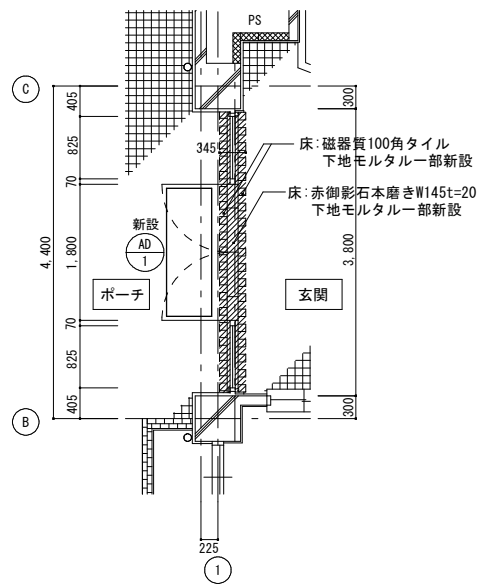 PS
C
405
300
345
床:磁器質100角タイル
下地モルタル一部新設
825
70
床:赤御影石本磨きW145t=20
下地モルタル一部新設
新設
AD
1
4,400
1,800
3,800
ポーチ
玄関
70
825
405
300
B
225
1